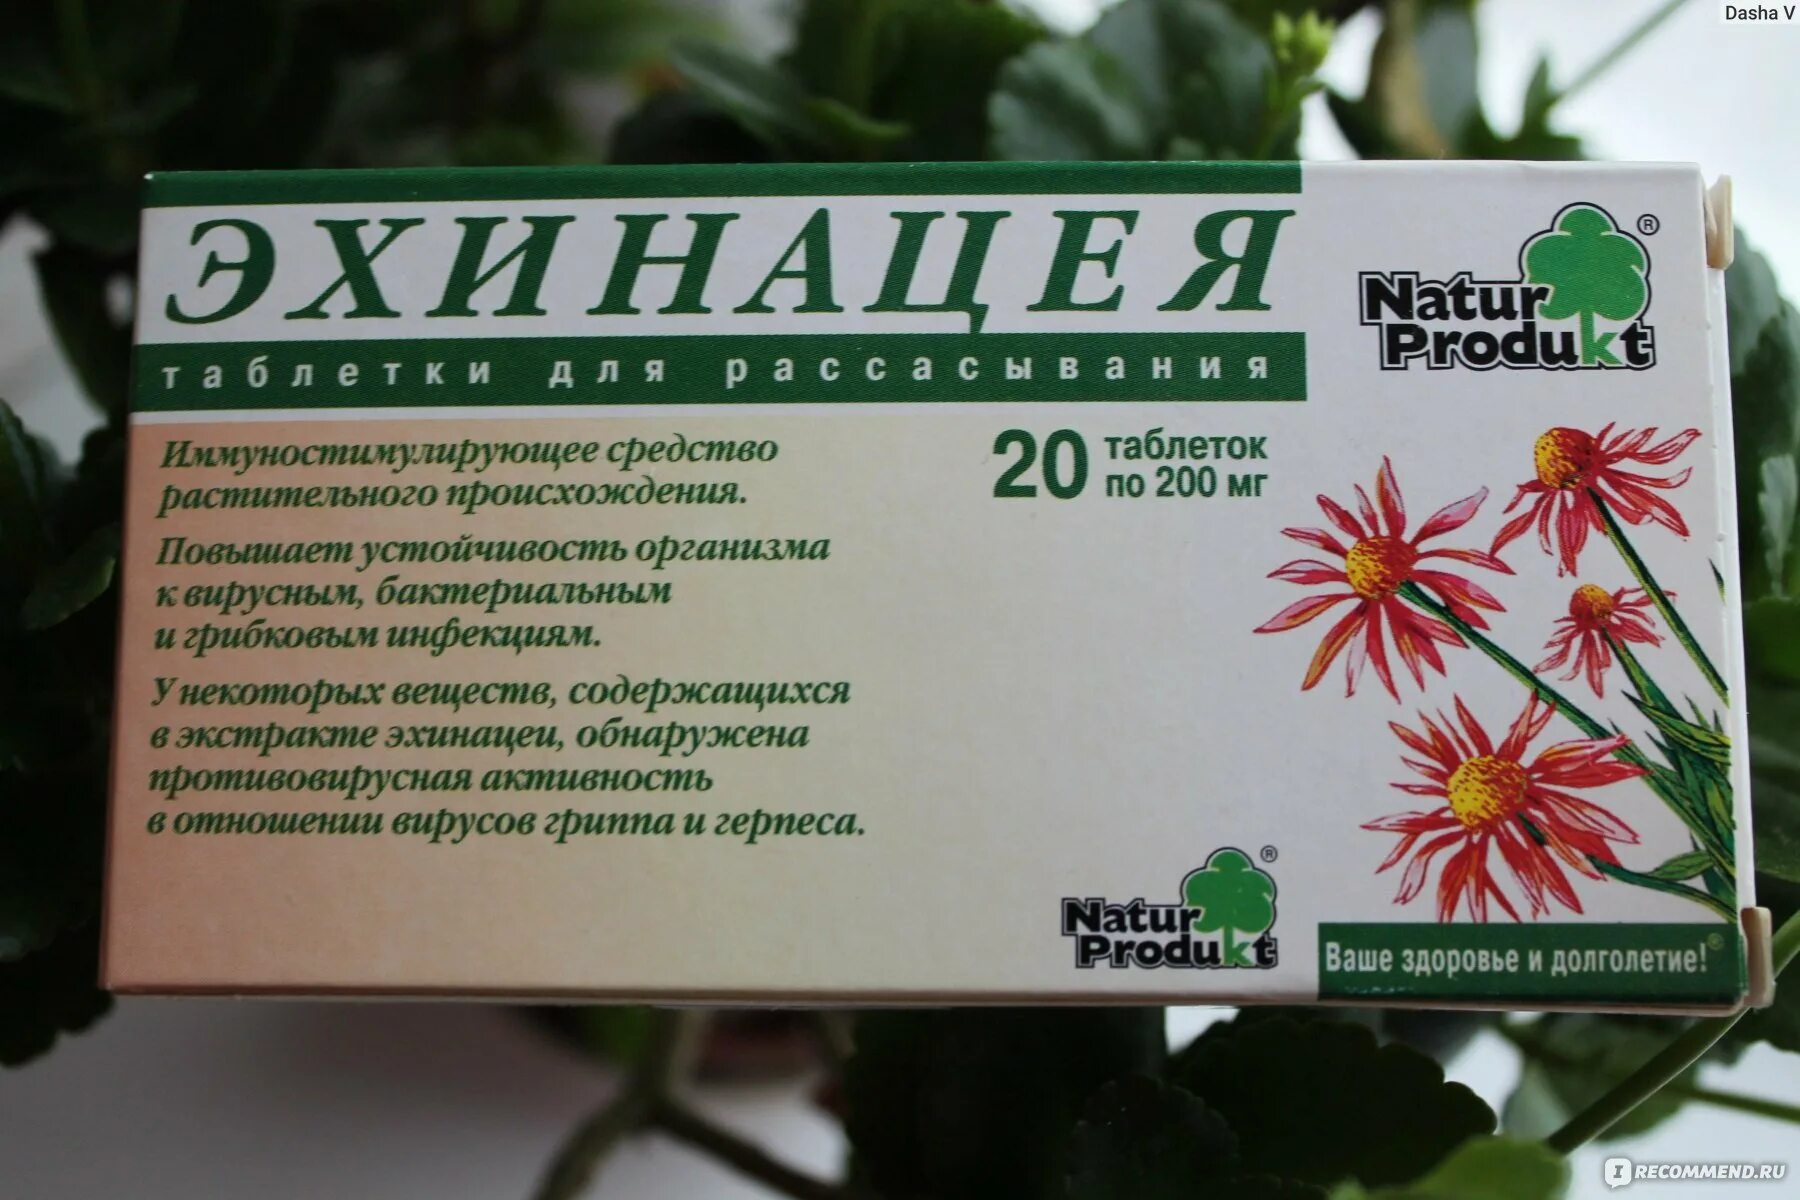 Dasha V
ЭХИНАЦЕЯ
таблетки для рассасывания
Natur
Produkt
®
Иммуностимулирующее средство
растительного происхождения.
20 таблеток
по 200 мг
Повышает устойчивость организма
к вирусным, бактериальным
и грибковым инфекциям.
У некоторых веществ, содержащихся
в экстракте эхинацеи, обнаружена
противовирусная активность
в отношении вирусов гриппа и герпеса.
Natur
Produkt
®
Ваше здоровье и долголетие!®
IRECOMMEND.RU